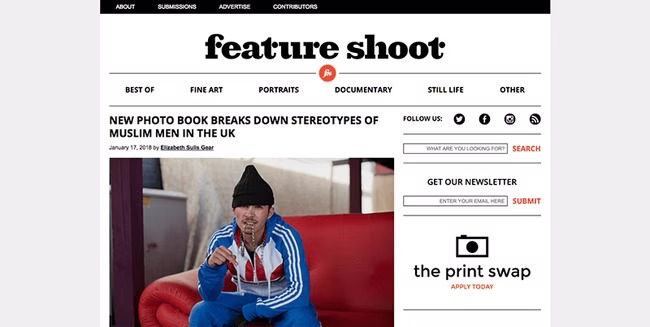 ABOUT SUBMISSIONS ADVERTISE CONTRIBUTORS
feature shoot
BEST OF FINE ART PORTRAITS DOCUMENTARY STILL LIFE OTHER
NEW PHOTO BOOK BREAKS DOWN STEREOTYPES OF
MUSLIM MEN IN THE UK
January 17, 2018 by Elizabeth Sulis Gear
FOLLOW US:
WHAT ARE YOU LOOKING FOR? SEARCH
GET OUR NEWSLETTER
ENTER YOUR EMAIL HERE SUBMIT
the print swap
APPLY TODAY